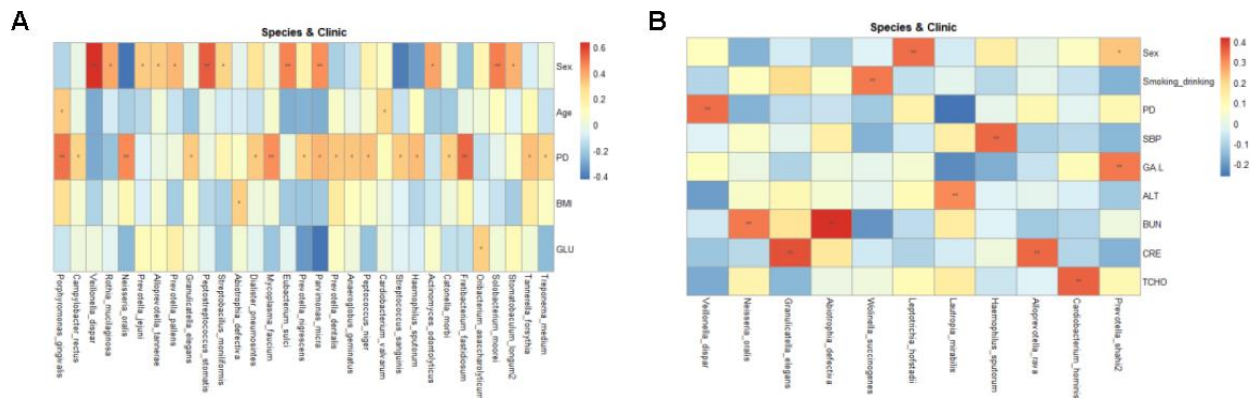 A
Species & Clinic
Sex
Age
PD
BMI
GLU
0.6
0.4
0.2
0
-0.2
-0.4
Porphyromonas_gingivalis
Campylobacter_rectus
Veillonella_dispar
Rothia_mucilaginosa
Neisseria_oralis
Prevotella_jejuni
Alloprevotella_tannerae
Prevotella_pallens
Granulicatella_elegans
Peptostreptococcus_stomatis
Streptobacillus_moniliformis
Abiotrophia_defectiva
Dialister_pneumosintes
Mycoplasma_faucium
Eubacterium_sulci
Prevotella_nigrescens
Parvimonas_micra
Prevotella_dentalis
Anaeroglobus_geminatus
Peptococcus_niger
Cardiobacterium_valvarum
Streptococcus_sanguinis
Haemophilus_sputorum
Actinomyces_odontolyticus
Catonella_morbi
Fretibacterium_fastidiosum
Oribacterium_asaccharolyticum
Solobacterium_moorei
Stomatobaculum_longum2
Tannerella_forsythia
Treponema_medium
B
Species & Clinic
Sex
Smoking_drinking
PD
SBP
GA.L
ALT
BUN
CRE
TCHO
0.4
0.3
0.2
0.1
0
-0.1
-0.2
Veillonella_dispar
Neisseria_oralis
Granulicatella_elegans
Abiotrophia_defectiva
Wolinella_succinogenes
Leptotrichia_hofstadii
Lautropia_mirabilis
Haemophilus_sputorum
Alloprevotella_rava
Cardiobacterium_hominis
Prevotella_shahii2